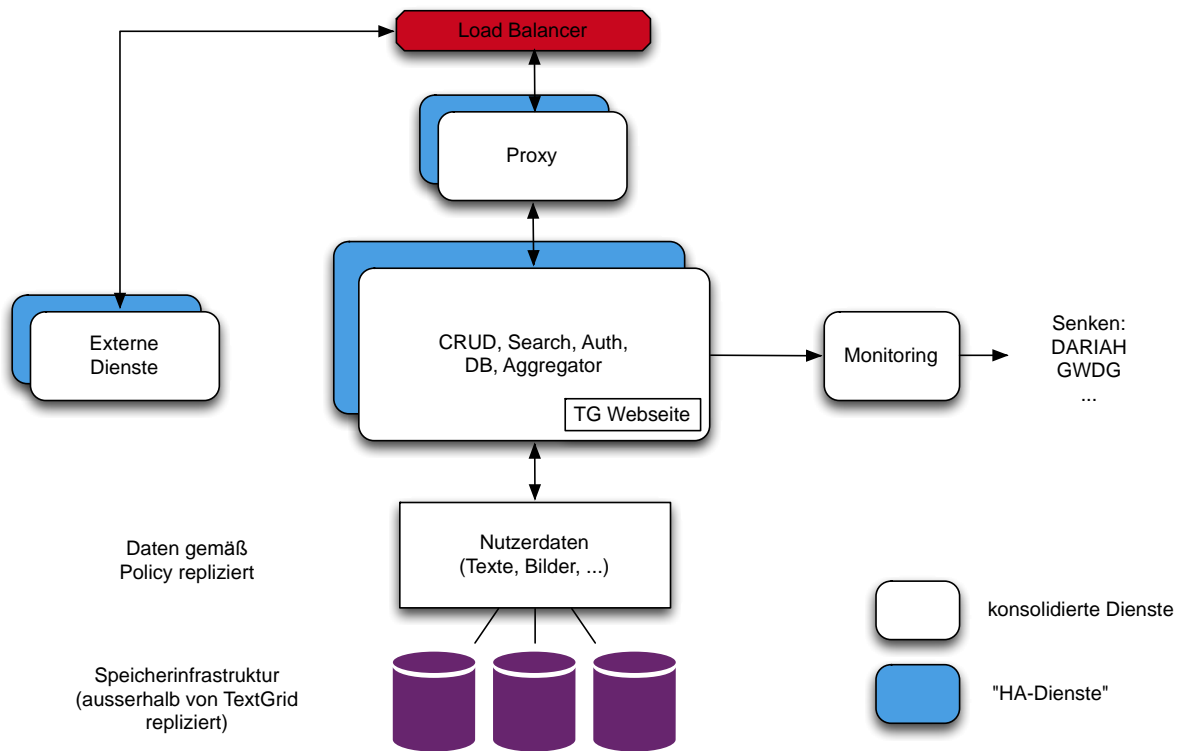 Load Balancer
Proxy
Externe
Dienste
CRUD, Search, Auth,
DB, Aggregator
TG Webseite
Monitoring
Senken:
DARIAH
GWDG
...
Nutzerdaten
(Texte, Bilder, ...)
Daten gemäß
Policy repliziert
Speicherinfrastruktur
(ausserhalb von TextGrid
repliziert)
konsolidierte Dienste
"HA-Dienste"